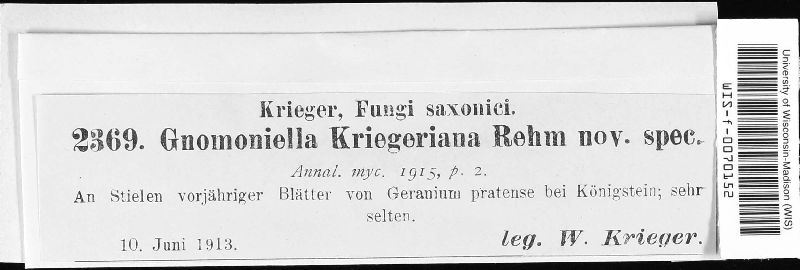 Krieger, Fungi saxonici.
2369. Gnomoniella Kriegeriana Rehm nov. spec.
Annal. myc. 1915, p. 2.
An Stielen vorjähriger Blätter von Geranium pratense bei Königstein; sehr
selten.
10. Juni 1913. leg. W. Krieger.
University of Wisconsin-Madison (WIS)
WIS-f-0070152